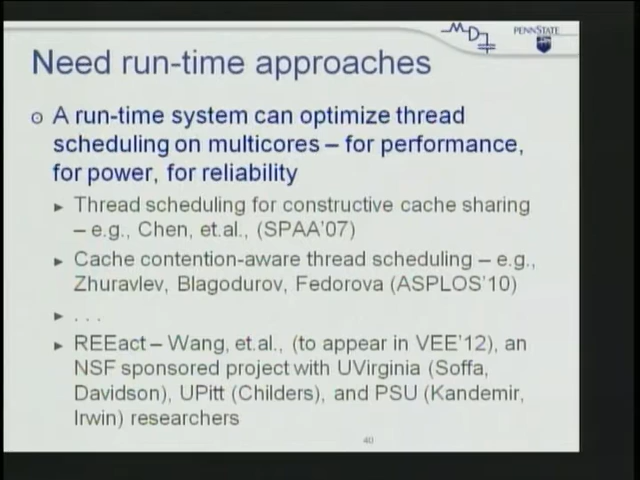 MDL
PENNSTATE
Need run-time approaches
A run-time system can optimize thread
scheduling on multicores – for performance,
for power, for reliability
Thread scheduling for constructive cache sharing
– e.g., Chen, et.al., (SPAA'07)
Cache contention-aware thread scheduling – e.g.,
Zhuravlev, Blagodurov, Fedorova (ASPLOS'10)
. . .
REEact – Wang, et.al., (to appear in VEE'12), an
NSF sponsored project with UVirginia (Soffa,
Davidson), UPitt (Childers), and PSU (Kandemir,
Irwin) researchers
40